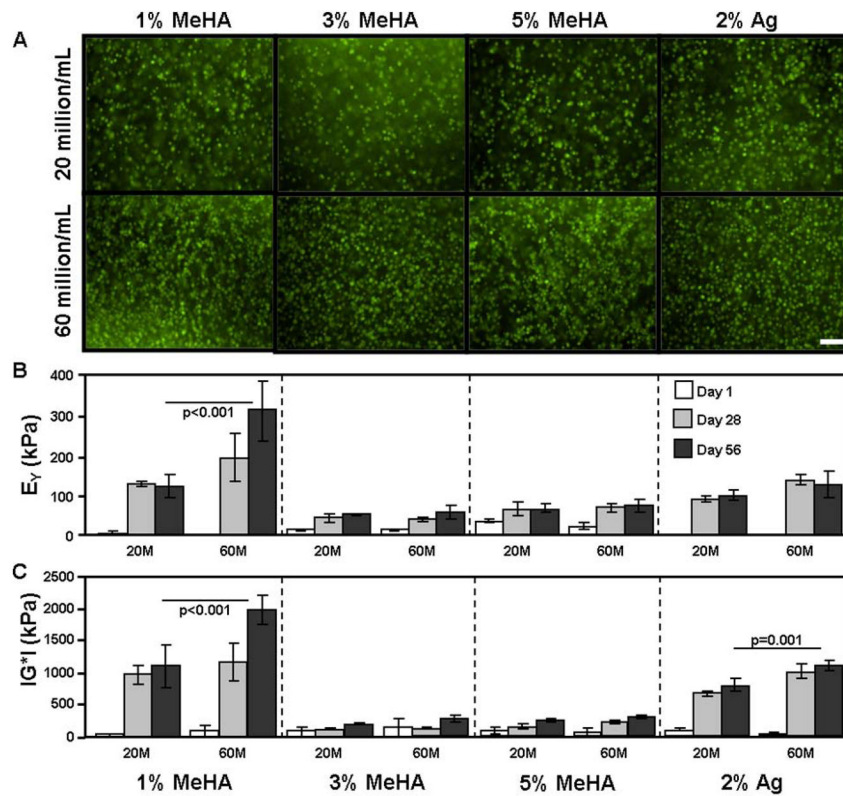 1% MeHA 3% MeHA 5% MeHA 2% Ag
A
20 million/mL
60 million/mL
B
400
300
200
100
0
E_Y (kPa)
p<0.001
Day 1
Day 28
Day 56
20M 60M 20M 60M 20M 60M 20M 60M
C
2500
2000
1500
1000
500
0
IG*I (kPa)
p<0.001
p=0.001
20M 60M 20M 60M 20M 60M 20M 60M
1% MeHA 3% MeHA 5% MeHA 2% Ag